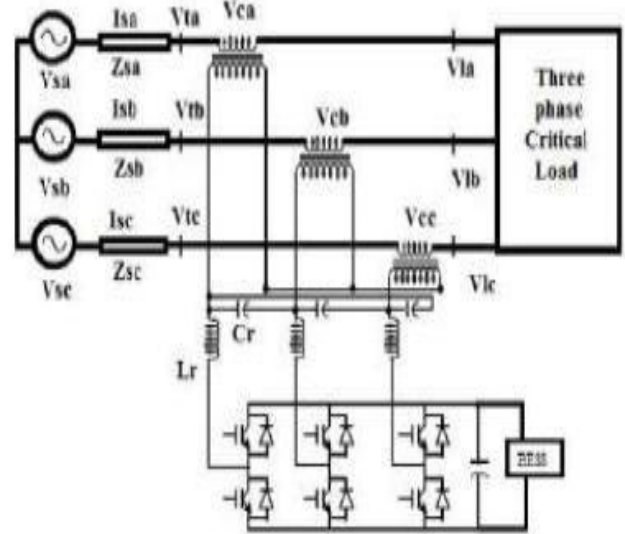 Isa Vta Vca
Vsa Zsa Vla
Isb Vtb Vcb
Vsb Zsb Vlb
Isc Vtc Vcc
Vsc Zsc Vlc
Three
phase
Critical
Load
Cr
Lr
BESS